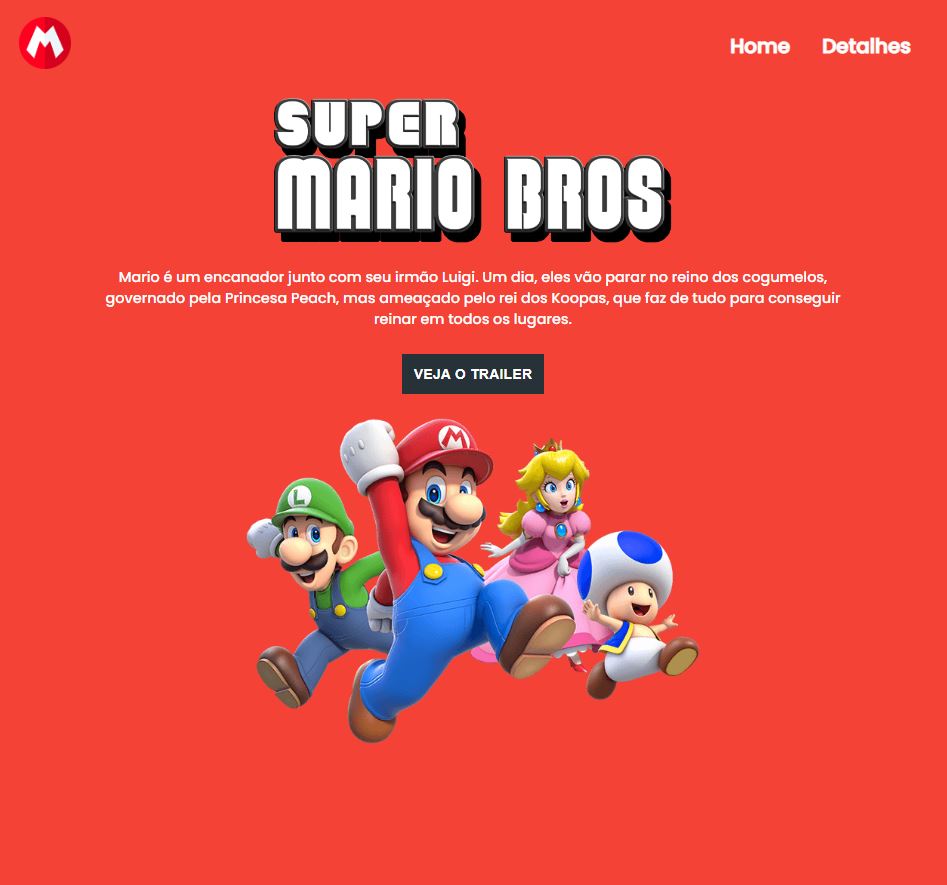 M
Home Detalhes
SUPER
MARIO BROS
Mario é um encanador junto com seu irmão Luigi. Um dia, eles vão parar no reino dos cogumelos,
governado pela Princesa Peach, mas ameaçado pelo rei dos Koopas, que faz de tudo para conseguir
reinar em todos os lugares.
VEJA O TRAILER
M
L